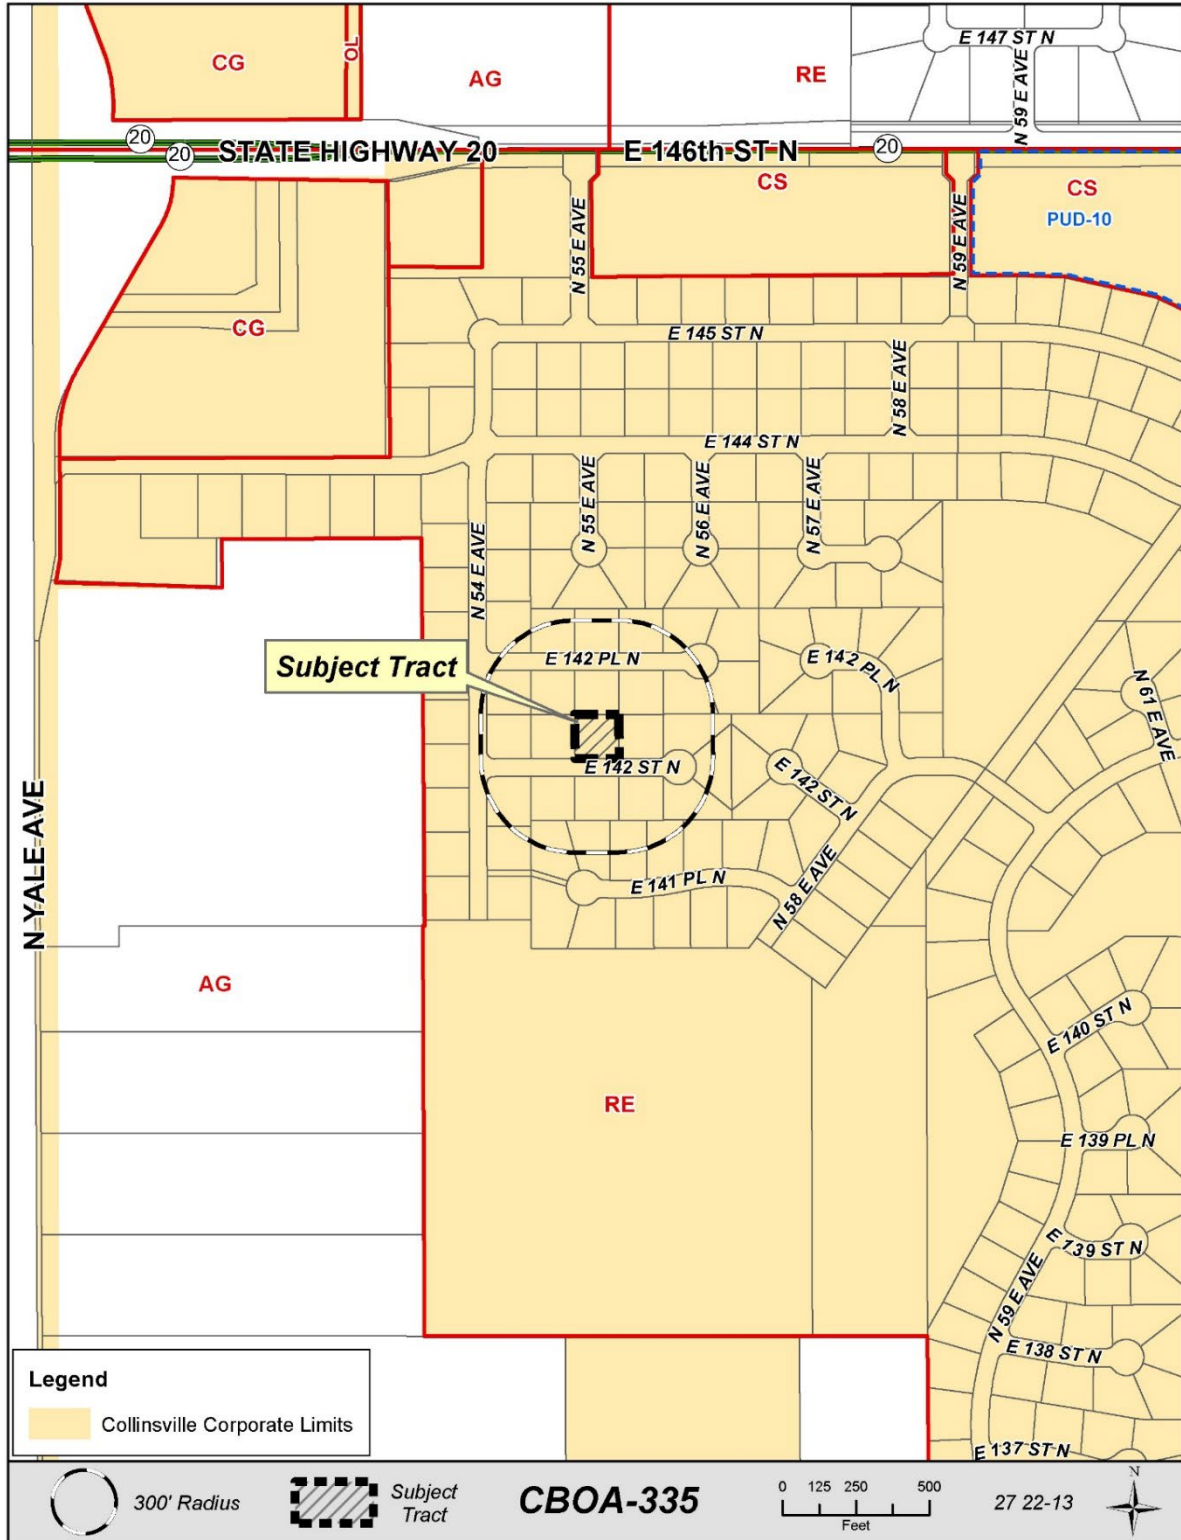 E 147 ST N
CG
OL
AG
RE
N 59 E AVE
20
20
STATE HIGHWAY 20
E 146th ST N
20
CS
CS
PUD-10
N 55 E AVE
N 59 E AVE
CG
E 145 ST N
N 58 E AVE
E 144 ST N
N 55 E AVE
N 56 E AVE
N 57 E AVE
N 54 E AVE
Subject Tract
E 142 PL N
E 142 PL N
N 61 E AVE
E 142 ST N
E 142 ST N
N YALE AVE
E 141 PL N
N 58 E AVE
AG
E 140 ST N
RE
E 139 PL N
E 139 ST N
N 59 E AVE
E 138 ST N
E 137 ST N
Legend
Collinsville Corporate Limits
300' Radius
Subject
Tract
CBOA-335
0 125 250 500
Feet
27 22-13
N